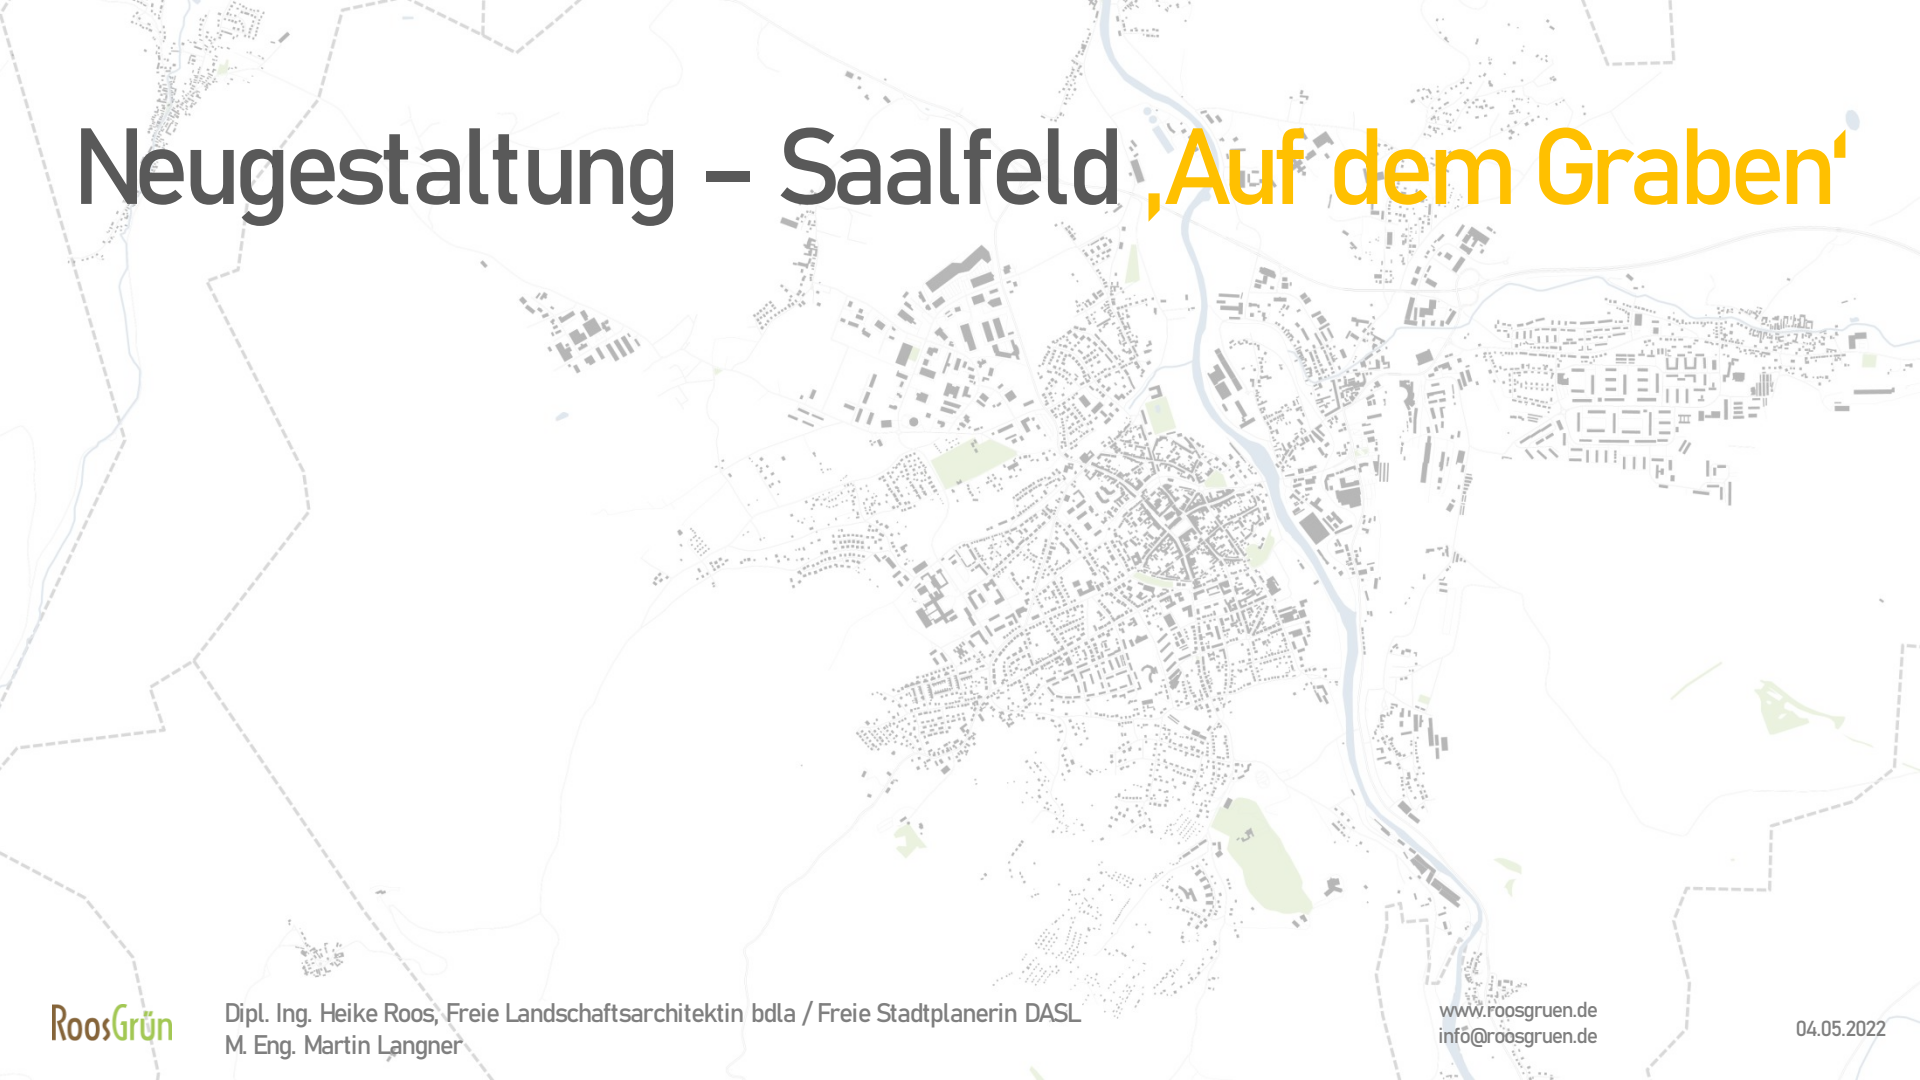 Neugestaltung – Saalfeld ‚Auf dem Graben‘
RoosGrün
Dipl. Ing. Heike Roos, Freie Landschaftsarchitektin bdla / Freie Stadtplanerin DASL
M. Eng. Martin Langner
www.roosgruen.de
info@roosgruen.de
04.05.2022